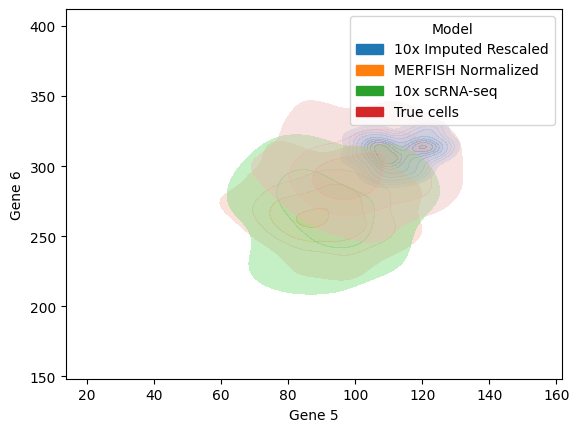 Model
10x Imputed Rescaled
MERFISH Normalized
10x scRNA-seq
True cells
400
350
300
250
200
150
Gene 6
20 40 60 80 100 120 140 160
Gene 5